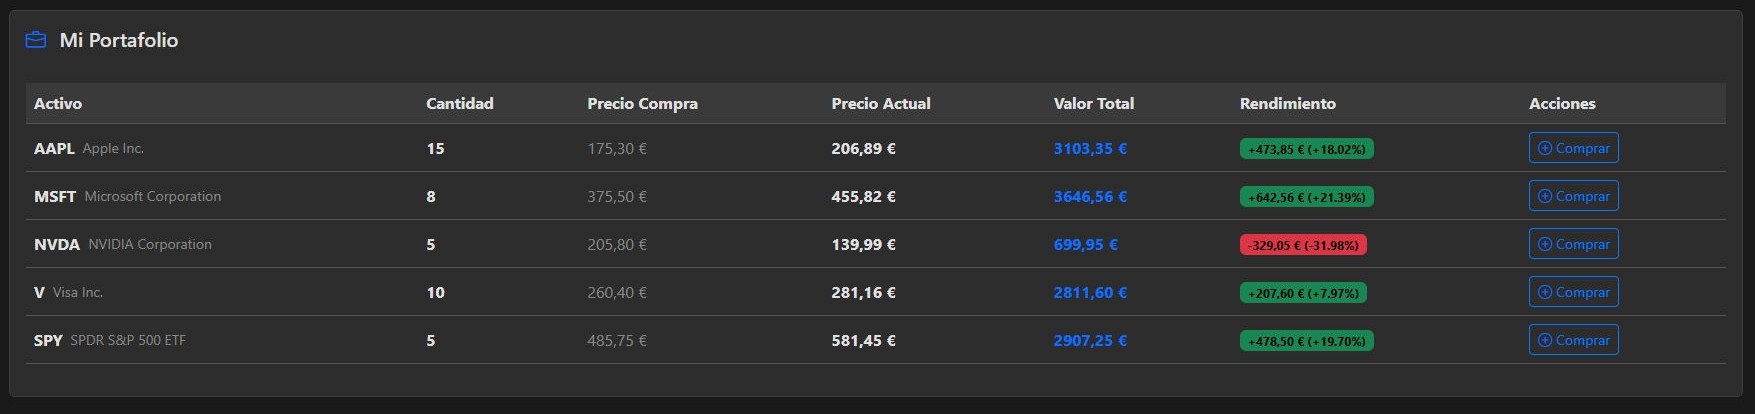 Mi Portafolio
Activo Cantidad Precio Compra Precio Actual Valor Total Rendimiento Acciones
AAPL Apple Inc. 15 175,30 € 206,89 € 3103,35 € +473,85 € (+18.02%) Comprar
MSFT Microsoft Corporation 8 375,50 € 455,82 € 3646,56 € +642,56 € (+21.39%) Comprar
NVDA NVIDIA Corporation 5 205,80 € 139,99 € 699,95 € -329,05 € (-31.98%) Comprar
V Visa Inc. 10 260,40 € 281,16 € 2811,60 € +207,60 € (+7.97%) Comprar
SPY SPDR S&P 500 ETF 5 485,75 € 581,45 € 2907,25 € +478,50 € (+19.70%) Comprar